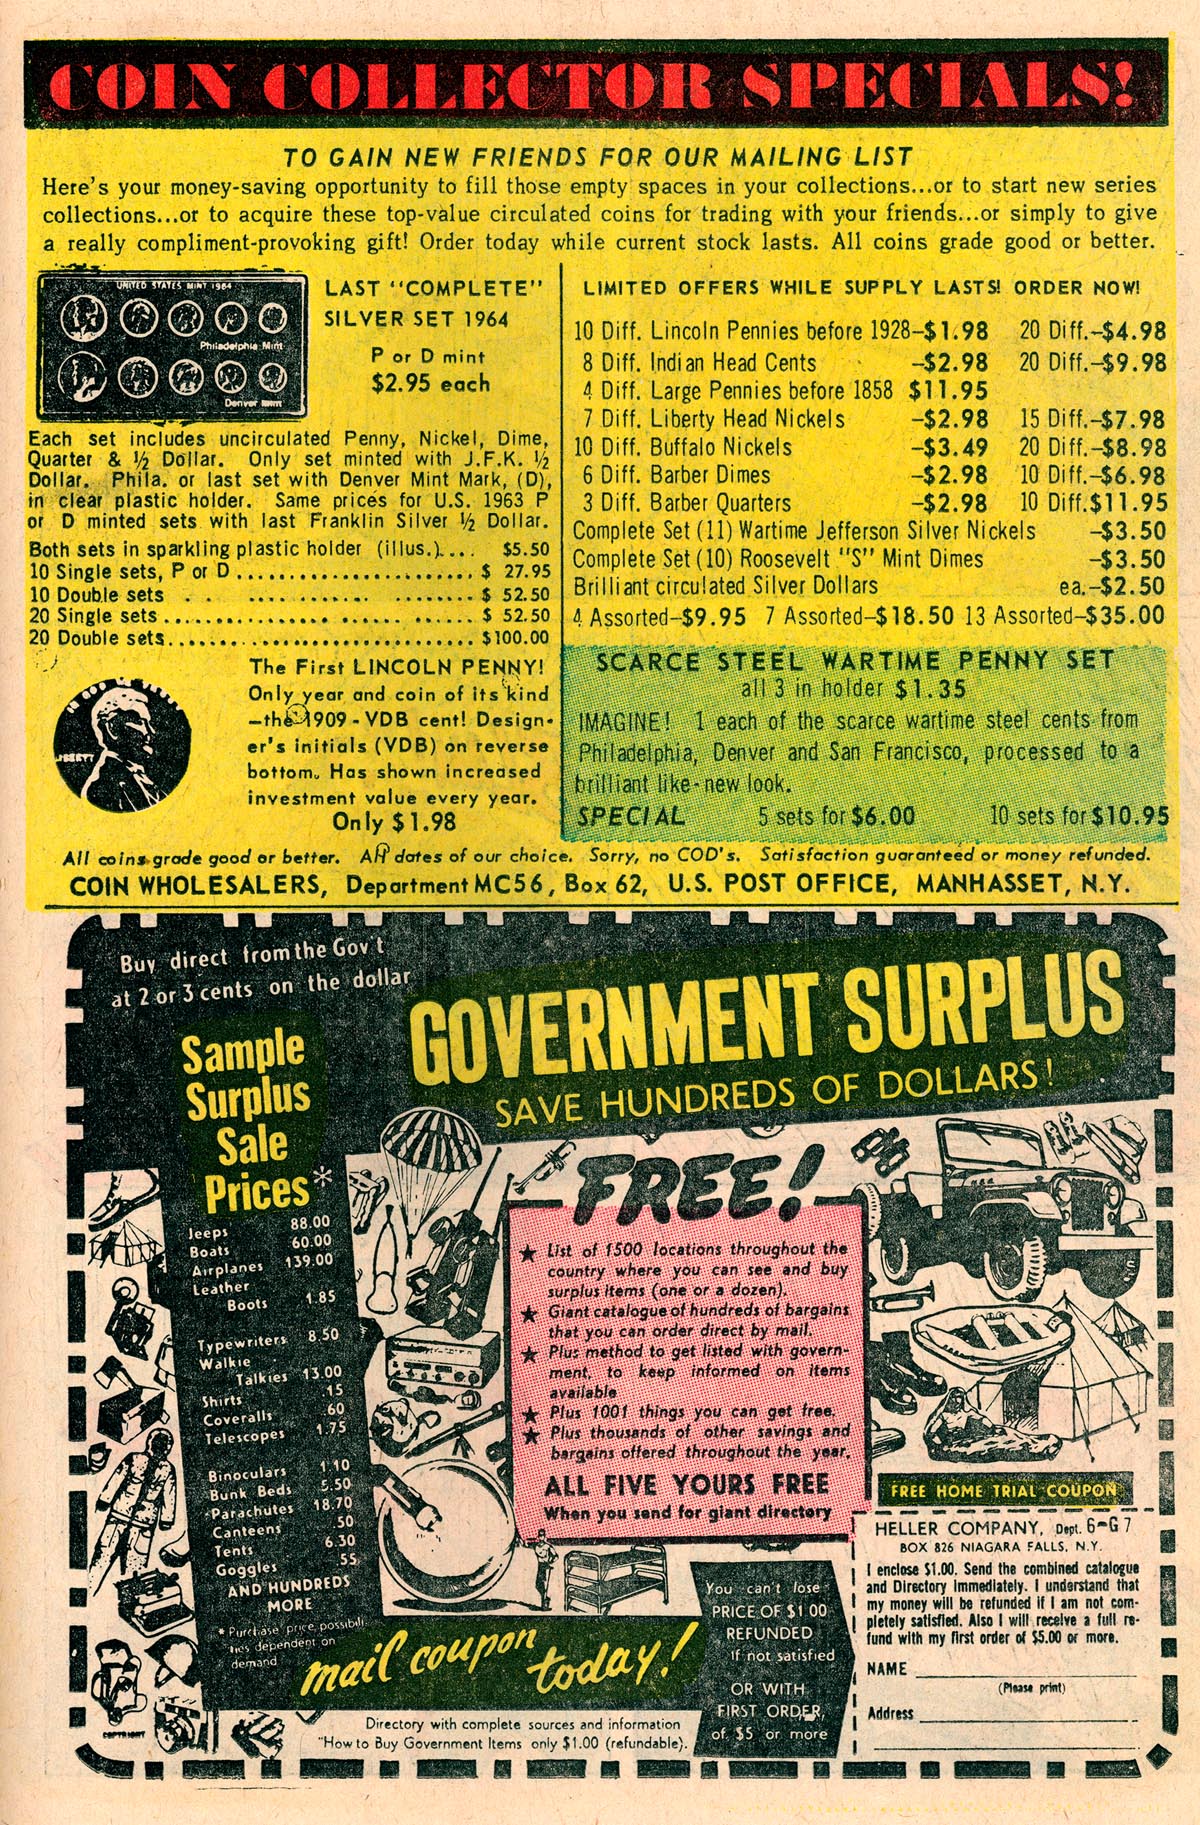 COIN COLLECTOR SPECIALS!
TO GAIN NEW FRIENDS FOR OUR MAILING LIST
Here's your money-saving opportunity to fill those empty spaces in your collections...or to start new series
collections...or to acquire these top-value circulated coins for trading with your friends...or simply to give
a really compliment-provoking gift! Order today while current stock lasts. All coins grade good or better.
UNITED STATES MINT 1964
Philadelphia Mint
Denver Mint
LAST "COMPLETE"
SILVER SET 1964
P or D mint
$2.95 each
Each set includes uncirculated Penny, Nickel, Dime,
Quarter & ½ Dollar. Only set minted with J.F.K. ½
Dollar. Phila. or last set with Denver Mint Mark, (D),
in clear plastic holder. Same prices for U.S. 1963 P
or D minted sets with last Franklin Silver ½ Dollar.
Both sets in sparkling plastic holder (illus.).... $5.50
10 Single sets, P or D ........................ $ 27.95
10 Double sets . . .... ........ ........ $ 52.50
20 Single sets ................ ...... ..... $ 52.50
20 Double sets.................................. $100.00
LIBERTY
The First LINCOLN PENNY!
Only year and coin of its kind
—the 1909 - VDB cent! Design-
er's initials (VDB) on reverse
bottom. Has shown increased
investment value every year.
Only $1.98
LIMITED OFFERS WHILE SUPPLY LASTS! ORDER NOW!
10 Diff. Lincoln Pennies before 1928–$1.98 20 Diff.–$4.98
8 Diff. Indian Head Cents –$2.98 20 Diff.–$9.98
4 Diff. Large Pennies before 1858 $11.95
7 Diff. Liberty Head Nickels –$2.98 15 Diff.–$7.98
10 Diff. Buffalo Nickels –$3.49 20 Diff.–$8.98
6 Diff. Barber Dimes –$2.98 10 Diff.–$6.98
3 Diff. Barber Quarters –$2.98 10 Diff.$11.95
Complete Set (11) Wartime Jefferson Silver Nickels –$3.50
Complete Set (10) Roosevelt "S" Mint Dimes –$3.50
Brilliant circulated Silver Dollars ea.–$2.50
4 Assorted–$9.95 7 Assorted–$18.50 13 Assorted–$35.00
SCARCE STEEL WARTIME PENNY SET
all 3 in holder $1.35
IMAGINE! 1 each of the scarce wartime steel cents from
Philadelphia, Denver and San Francisco, processed to a
brilliant like-new look.
SPECIAL 5 sets for $6.00 10 sets for $10.95
All coins grade good or better. All dates of our choice. Sorry, no COD's. Satisfaction guaranteed or money refunded.
COIN WHOLESALERS, Department MC56, Box 62, U.S. POST OFFICE, MANHASSET, N.Y.
Buy direct from the Gov't
at 2 or 3 cents on the dollar
GOVERNMENT SURPLUS
SAVE HUNDREDS OF DOLLARS!
Sample
Surplus
Sale
Prices*
Jeeps 88.00
Boats 60.00
Airplanes 139.00
Leather
Boots 1.85
Typewriters 8.50
Walkie
Talkies 13.00
Shirts .15
Coveralls .60
Telescopes 1.75
Binoculars 1.10
Bunk Beds 5.50
Parachutes 18.70
Canteens .50
Tents 6.30
Goggles .55
AND HUNDREDS
MORE
* Purchase price possibili-
ties dependent on
demand
COPYRIGHT
FREE!
★ List of 1500 locations throughout the
country where you can see and buy
surplus items (one or a dozen).
★ Giant catalogue of hundreds of bargains
that you can order direct by mail.
★ Plus method to get listed with govern-
ment, to keep informed on items
available
★ Plus 1001 things you can get free.
★ Plus thousands of other savings and
bargains offered throughout the year.
ALL FIVE YOURS FREE
When you send for giant directory
mail coupon
today!
Directory with complete sources and information
"How to Buy Government Items only $1.00 (refundable).
You can't lose
PRICE OF $1.00
REFUNDED
If not satisfied
OR WITH
FIRST ORDER,
of $5 or more
FREE HOME TRIAL COUPON
HELLER COMPANY, Dept. 6-G7
BOX 826 NIAGARA FALLS, N.Y.
I enclose $1.00. Send the combined catalogue
and Directory Immediately. I understand that
my money will be refunded if I am not com-
pletely satisfied. Also I will receive a full re-
fund with my first order of $5.00 or more.
NAME
(Please print)
Address